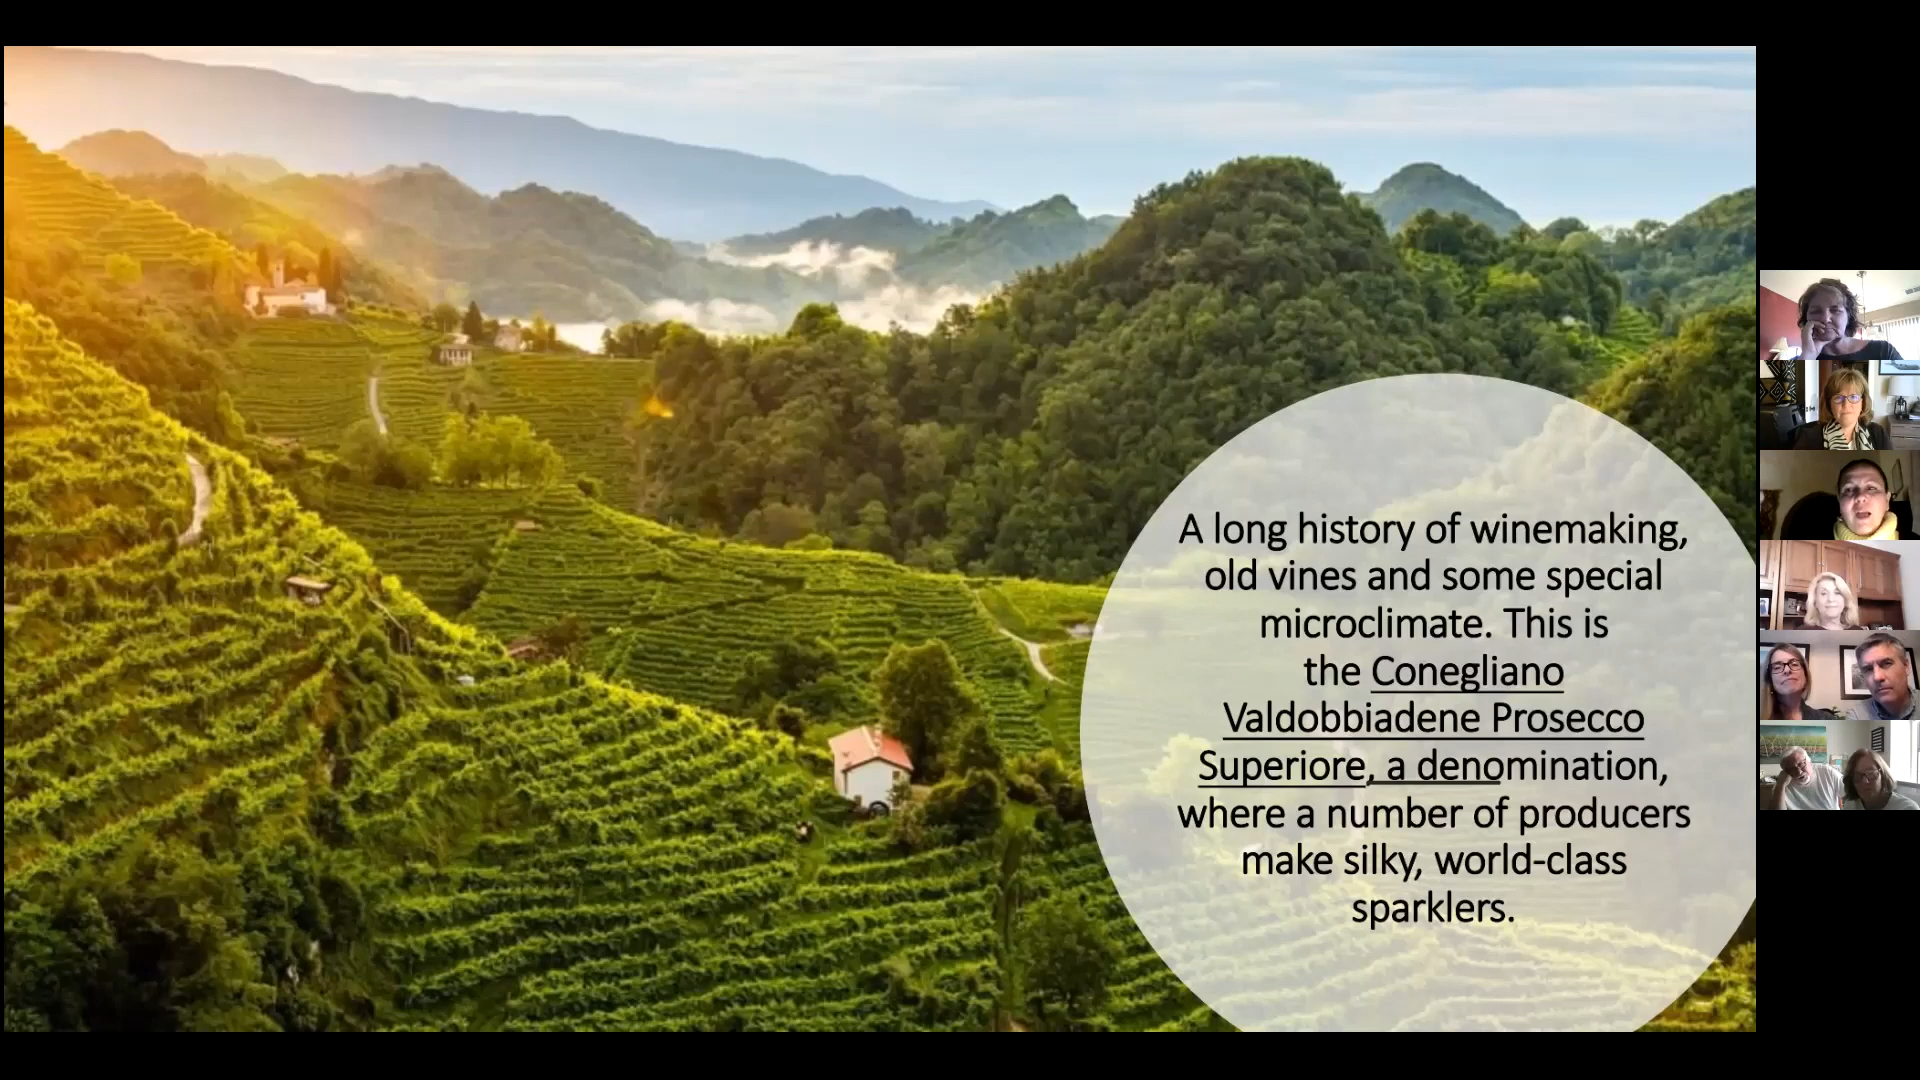 A long history of winemaking,
old vines and some special
microclimate. This is
the Conegliano
Valdobbiadene Prosecco
Superiore, a denomination,
where a number of producers
make silky, world-class
sparklers.